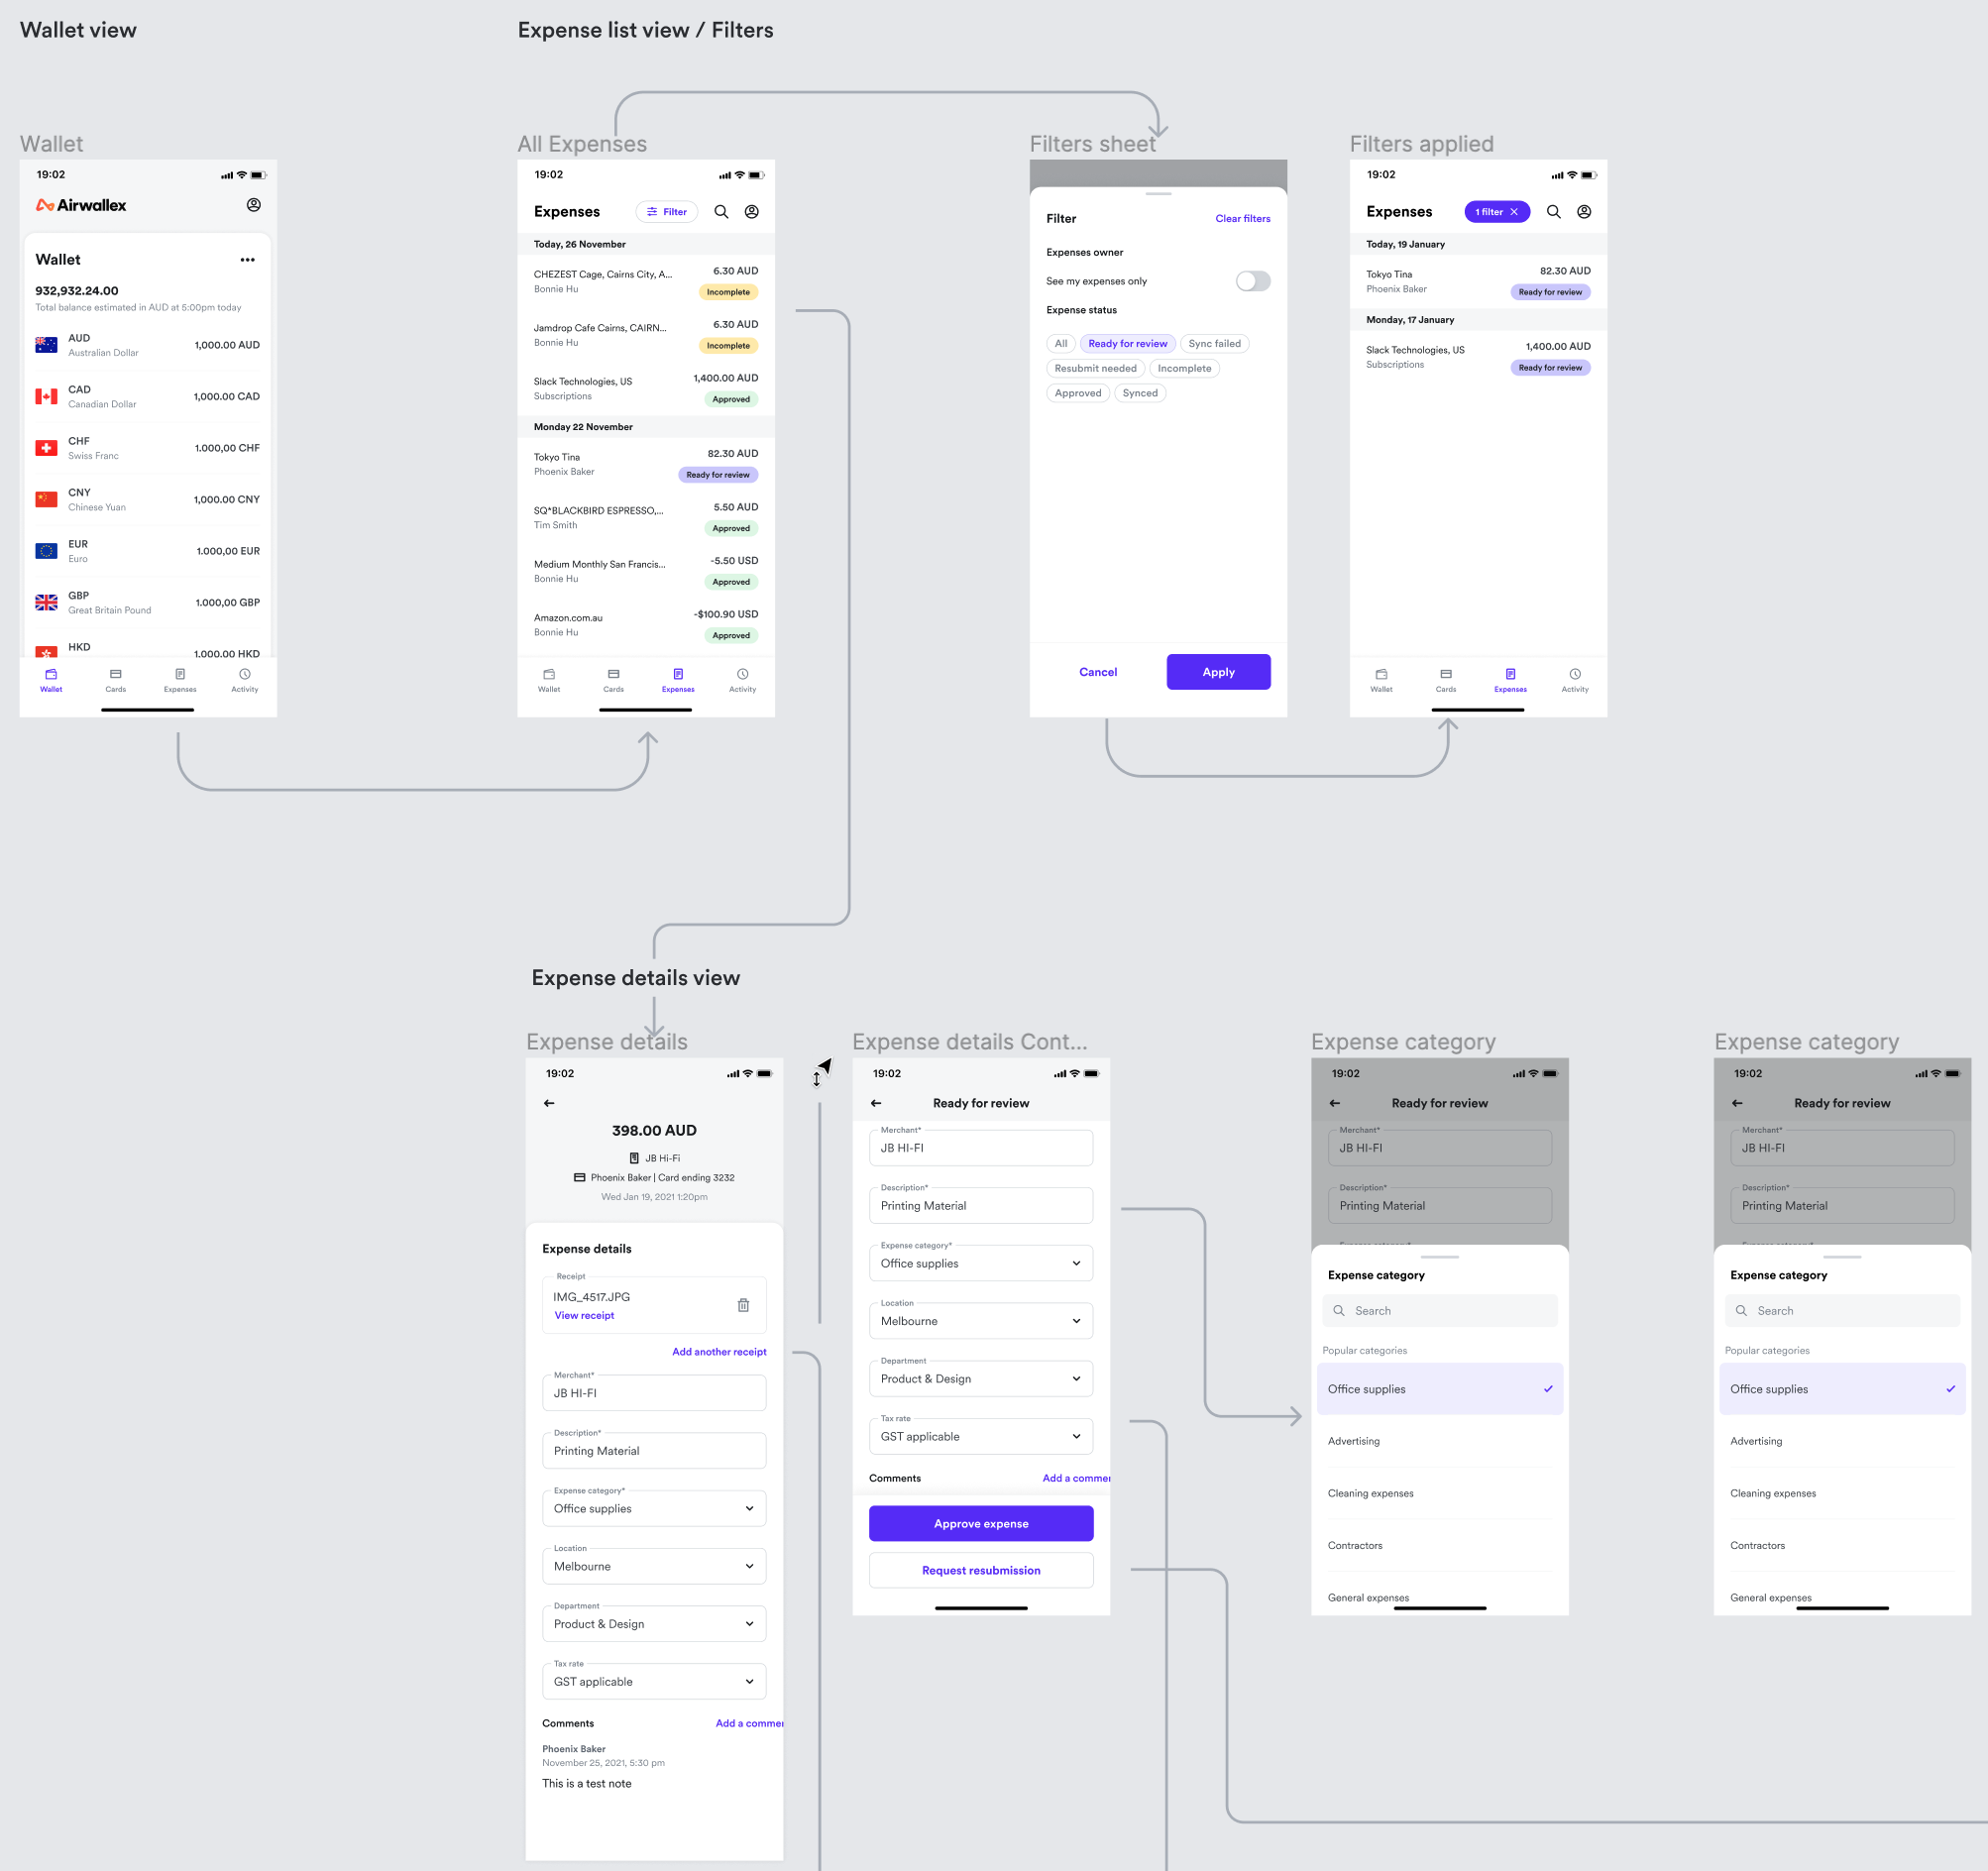 Wallet view
Expense list view / Filters
Wallet
19:02
Airwallex
Wallet
932,932.24.00
Total balance estimated in AUD at 5:00pm today
AUD
Australian Dollar
1,000.00 AUD
CAD
Canadian Dollar
1,000.00 CAD
CHF
Swiss Franc
1.000,00 CHF
CNY
Chinese Yuan
1,000.00 CNY
EUR
Euro
1.000,00 EUR
GBP
Great Britain Pound
1.000,00 GBP
HKD
1.000.00 HKD
Wallet
Cards
Expenses
Activity
All Expenses
19:02
Expenses
Filter
Today, 26 November
CHEZEST Cage, Cairns City, A...
6.30 AUD
Bonnie Hu
Incomplete
Jamdrop Cafe Cairns, CAIRN...
6.30 AUD
Bonnie Hu
Incomplete
Slack Technologies, US
1,400.00 AUD
Subscriptions
Approved
Monday 22 November
Tokyo Tina
82.30 AUD
Phoenix Baker
Ready for review
SQ*BLACKBIRD ESPRESSO,...
5.50 AUD
Tim Smith
Approved
Medium Monthly San Francis...
-5.50 USD
Bonnie Hu
Approved
Amazon.com.au
-$100.90 USD
Bonnie Hu
Approved
Wallet
Cards
Expenses
Activity
Filters sheet
Filter
Clear filters
Expenses owner
See my expenses only
Expense status
All
Ready for review
Sync failed
Resubmit needed
Incomplete
Approved
Synced
Cancel
Apply
Filters applied
19:02
Expenses
1 filter
Today, 19 January
Tokyo Tina
82.30 AUD
Phoenix Baker
Ready for review
Monday, 17 January
Slack Technologies, US
1,400.00 AUD
Subscriptions
Ready for review
Wallet
Cards
Expenses
Activity
Expense details view
Expense details
19:02
398.00 AUD
JB Hi-Fi
Phoenix Baker | Card ending 3232
Wed Jan 19, 2021 1:20pm
Expense details
Receipt
IMG_4517.JPG
View receipt
Add another receipt
Merchant*
JB HI-FI
Description*
Printing Material
Expense category*
Office supplies
Location
Melbourne
Department
Product & Design
Tax rate
GST applicable
Comments
Add a commen
Phoenix Baker
November 25, 2021, 5:30 pm
This is a test note
Expense details Cont...
19:02
Ready for review
Merchant*
JB HI-FI
Description*
Printing Material
Expense category*
Office supplies
Location
Melbourne
Department
Product & Design
Tax rate
GST applicable
Comments
Add a commen
Approve expense
Request resubmission
Expense category
19:02
Ready for review
Merchant*
JB HI-FI
Description*
Printing Material
Expense category*
Expense category
Search
Popular categories
Office supplies
Advertising
Cleaning expenses
Contractors
General expenses
Expense category
19:02
Ready for review
Merchant*
JB HI-FI
Description*
Printing Material
Expense category*
Expense category
Search
Popular categories
Office supplies
Advertising
Cleaning expenses
Contractors
General expenses